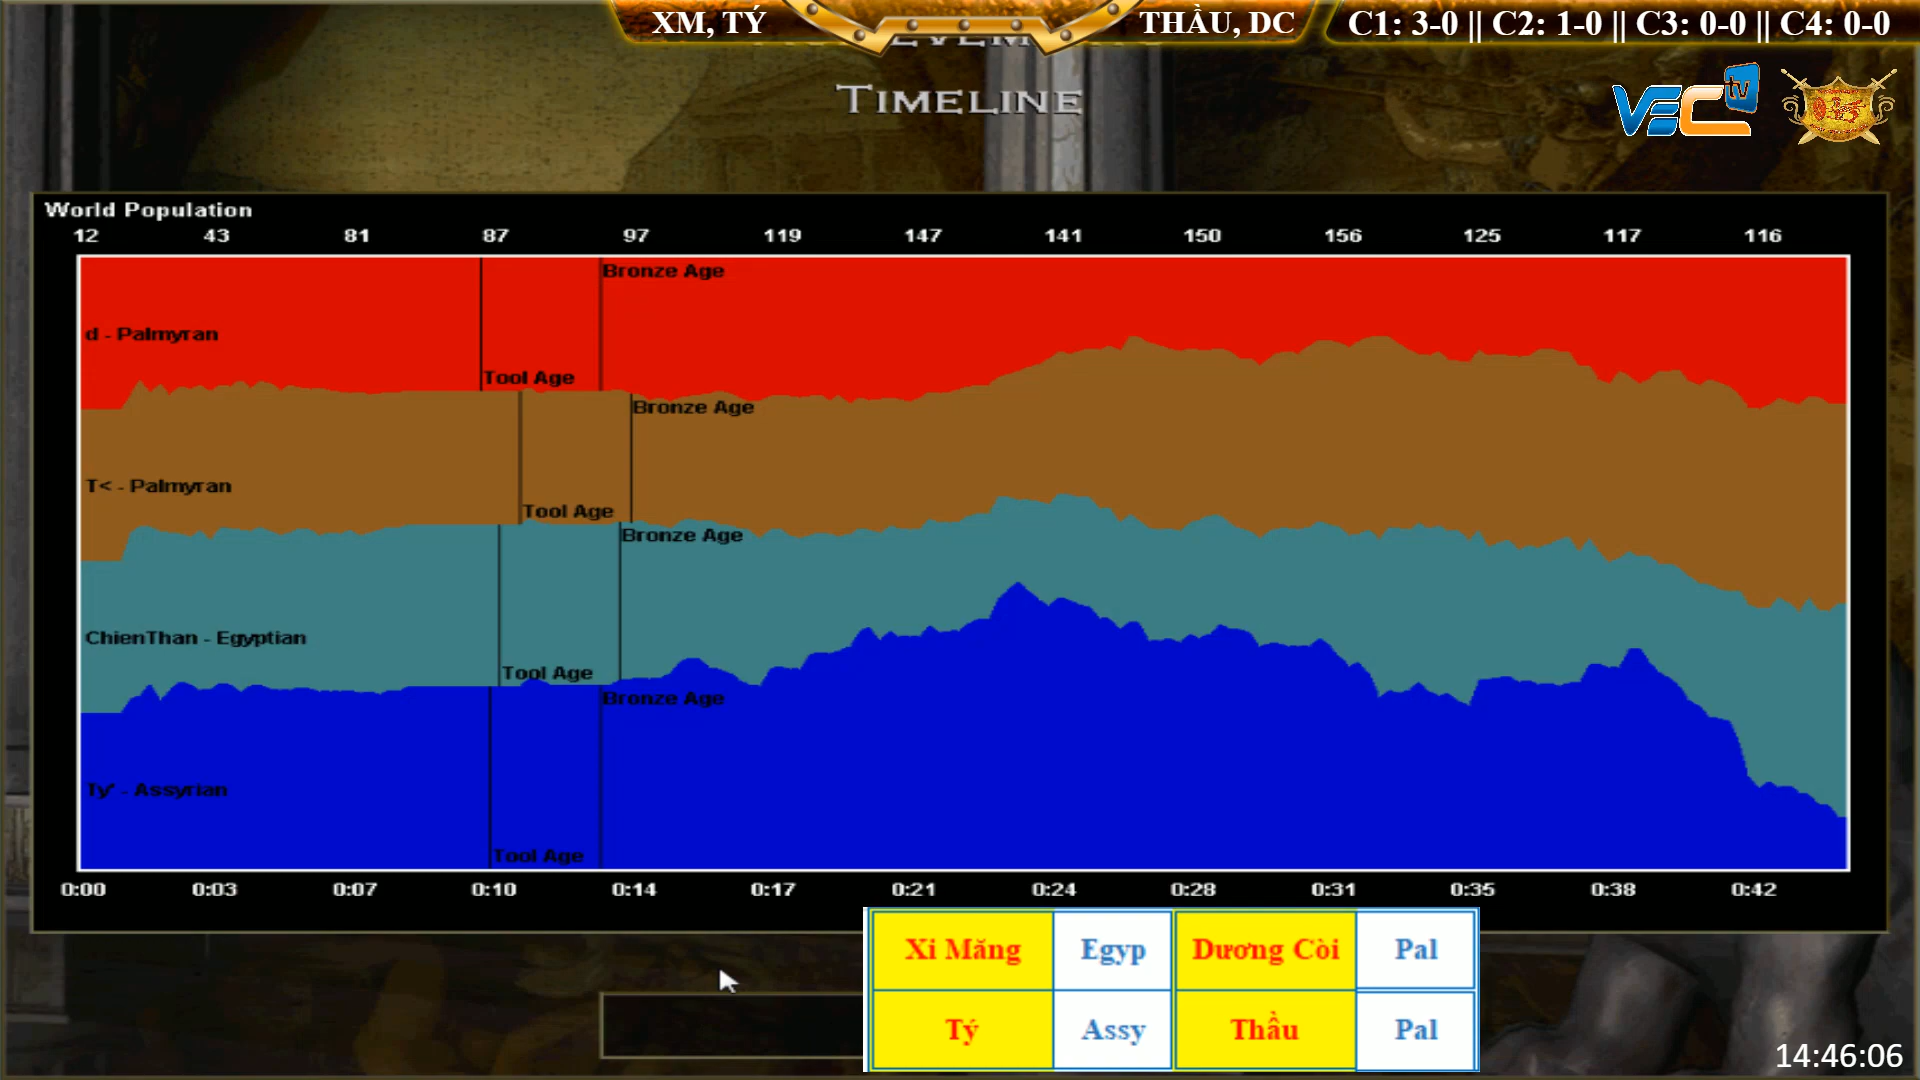 XM, TÝ
THẦU, DC
C1: 3-0 || C2: 1-0 || C3: 0-0 || C4: 0-0
Timeline
VEC tv
World Population
12 43 81 87 97 119 147 141 150 156 125 117 116
Bronze Age
d - Palmyran
Tool Age
Bronze Age
T< - Palmyran
Tool Age
Bronze Age
ChienThan - Egyptian
Tool Age
Bronze Age
Ty' - Assyrian
Tool Age
0:00 0:03 0:07 0:10 0:14 0:17 0:21 0:24 0:28 0:31 0:35 0:38 0:42
Xi Măng Egyp Dương Còi Pal
Tý Assy Thầu Pal
14:46:06